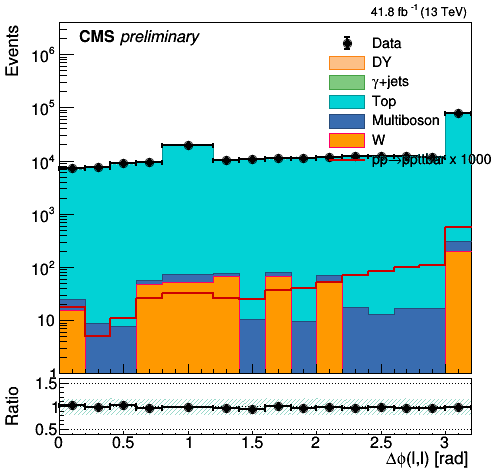 41.8 fb⁻¹ (13 TeV)
CMS preliminary
Events
Data
DY
γ+jets
Top
Multiboson
W
pp→pptt̄bar x 1000
10⁶
10⁵
10⁴
10³
10²
10
1
1.5
1
0.5
Ratio
0 0.5 1 1.5 2 2.5 3
Δϕ(l,l) [rad]